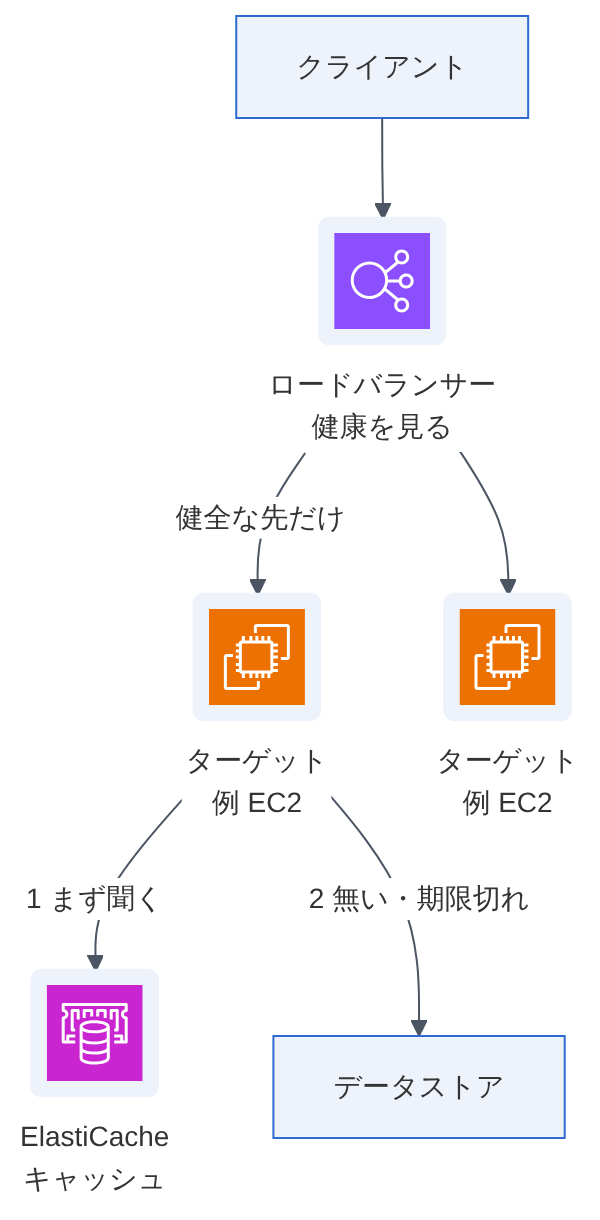 クライアント
ロードバランサー
健康を見る
健全な先だけ
ターゲット
例 EC2
ターゲット
例 EC2
1 まず聞く
2 無い・期限切れ
ElastiCache
キャッシュ
データストア